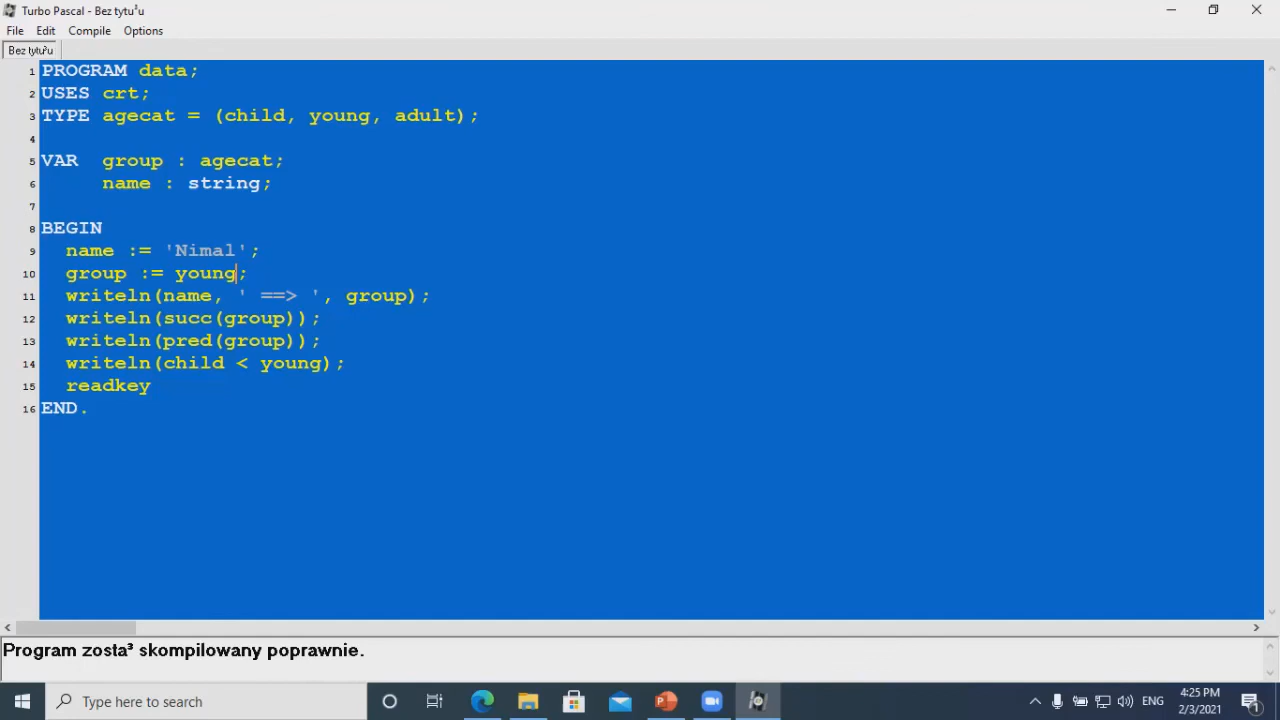 Turbo Pascal - Bez tytu³u
File Edit Compile Options
Bez tytu³u
1 PROGRAM data;
2 USES crt;
3 TYPE agecat = (child, young, adult);
4
5 VAR  group : agecat;
6      name : string;
7
8 BEGIN
9   name := 'Nimal';
10   group := young;
11   writeln(name, ' ==> ', group);
12   writeln(succ(group));
13   writeln(pred(group));
14   writeln(child < young);
15   readkey
16 END.
Program zosta³ skompilowany poprawnie.
Type here to search
ENG
4:25 PM
2/3/2021
1